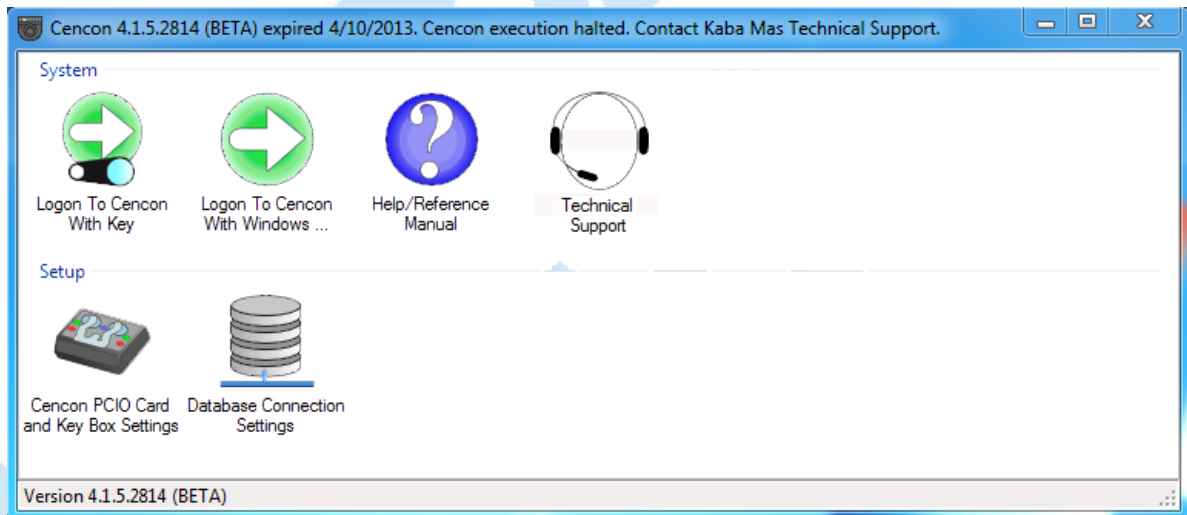 Cencon 4.1.5.2814 (BETA) expired 4/10/2013. Cencon execution halted. Contact Kaba Mas Technical Support.
System
Logon To Cencon
With Key
Logon To Cencon
With Windows ...
Help/Reference
Manual
Technical
Support
Setup
Cencon PCIO Card
and Key Box Settings
Database Connection
Settings
Version 4.1.5.2814 (BETA)